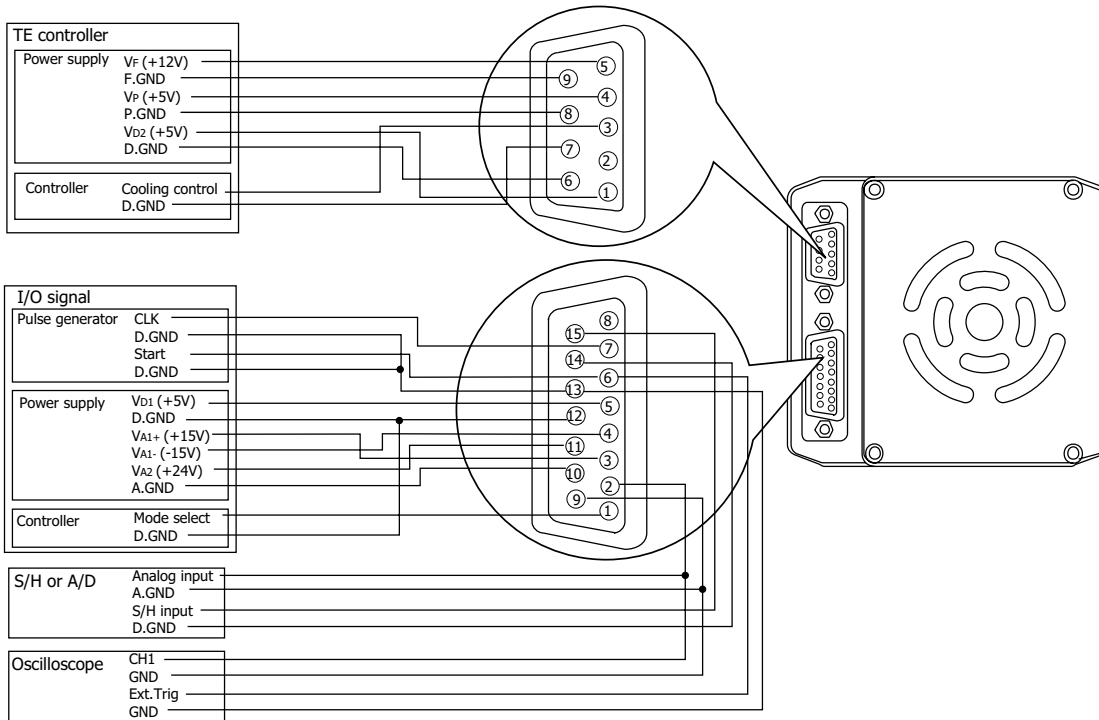 TE controller
Power supply
VF (+12V)
F.GND
VP (+5V)
P.GND
VD2 (+5V)
D.GND
Controller
Cooling control
D.GND
5
9
4
8
3
7
2
6
1
I/O signal
Pulse generator
CLK
D.GND
Start
D.GND
Power supply
VD1 (+5V)
D.GND
VA1+ (+15V)
VA1- (-15V)
VA2 (+24V)
A.GND
Controller
Mode select
D.GND
8
15
7
14
6
13
5
12
4
11
3
10
2
9
1
S/H or A/D
Analog input
A.GND
S/H input
D.GND
Oscilloscope
CH1
GND
Ext.Trig
GND